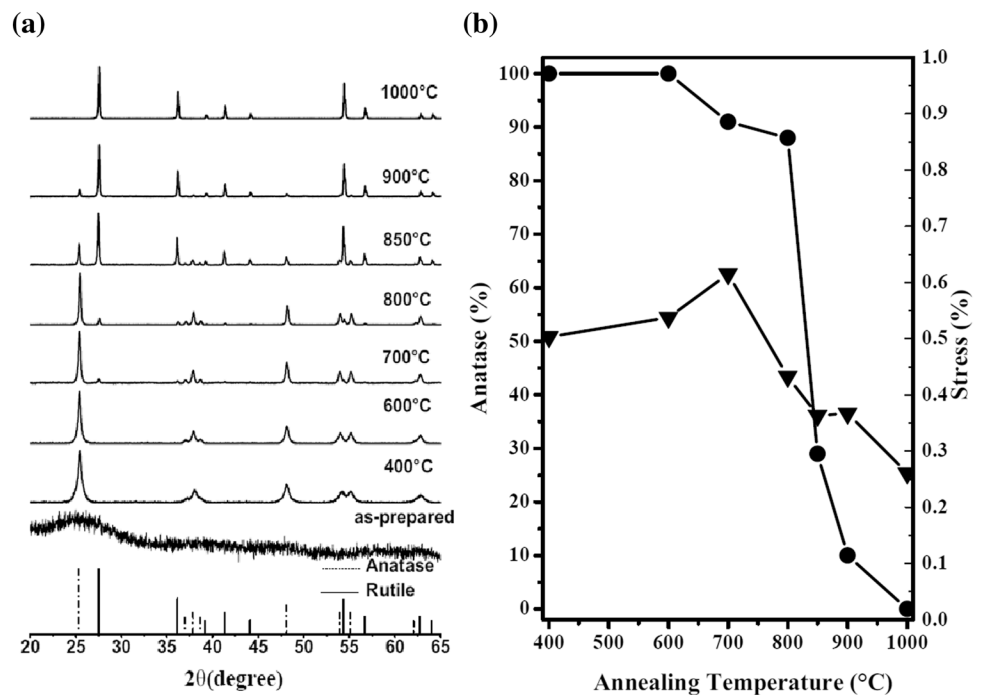 (a)
1000°C
900°C
850°C
800°C
700°C
600°C
400°C
as-prepared
Anatase
Rutile
20 25 30 35 40 45 50 55 60 65
2θ(degree)
(b)
100
90
80
70
60
50
40
30
20
10
0
Anatase (%)
1.0
0.9
0.8
0.7
0.6
0.5
0.4
0.3
0.2
0.1
0.0
Stress (%)
400 500 600 700 800 900 1000
Annealing Temperature (°C)